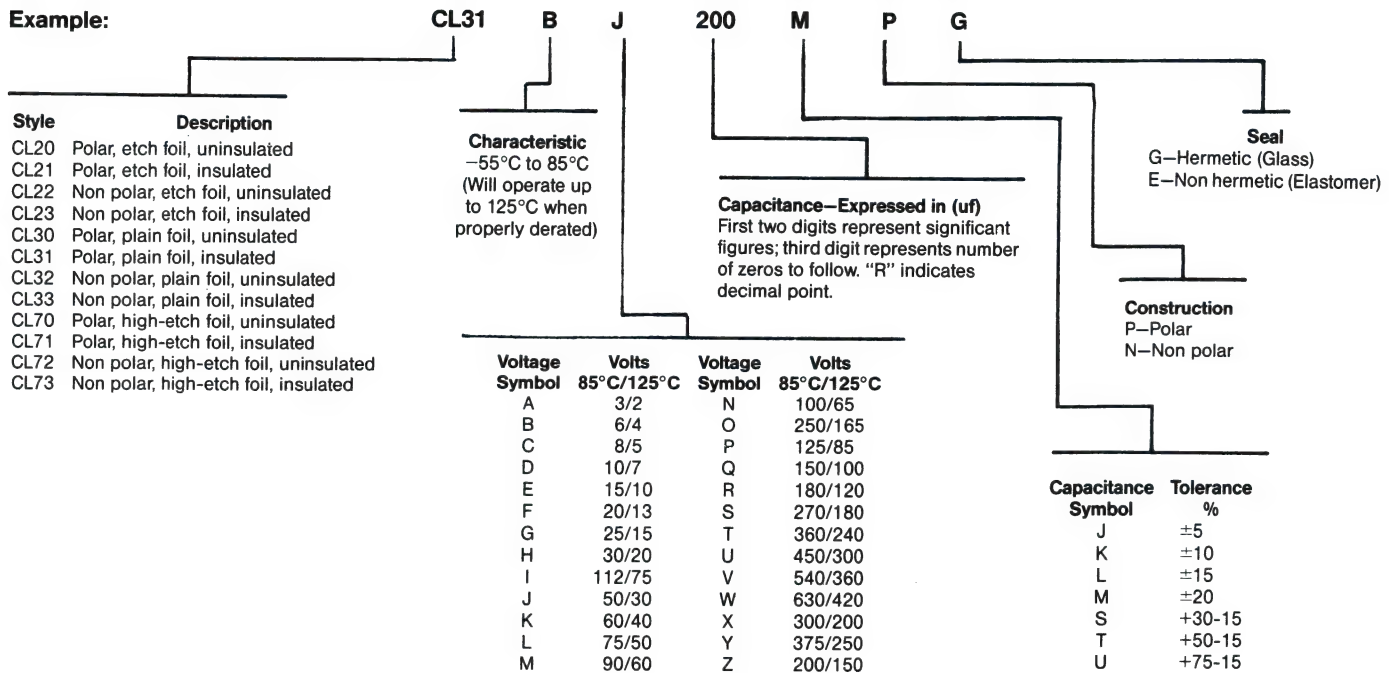 Example: CL31 B J 200 M P G
Style Description
CL20 Polar, etch foil, uninsulated
CL21 Polar, etch foil, insulated
CL22 Non polar, etch foil, uninsulated
CL23 Non polar, etch foil, insulated
CL30 Polar, plain foil, uninsulated
CL31 Polar, plain foil, insulated
CL32 Non polar, plain foil, uninsulated
CL33 Non polar, plain foil, insulated
CL70 Polar, high-etch foil, uninsulated
CL71 Polar, high-etch foil, insulated
CL72 Non polar, high-etch foil, uninsulated
CL73 Non polar, high-etch foil, insulated
Characteristic
−55°C to 85°C
(Will operate up
to 125°C when
properly derated)
Capacitance—Expressed in (uf)
First two digits represent significant
figures; third digit represents number
of zeros to follow. “R” indicates
decimal point.
Seal
G—Hermetic (Glass)
E—Non hermetic (Elastomer)
Construction
P—Polar
N—Non polar
Voltage Volts Voltage Volts
Symbol 85°C/125°C Symbol 85°C/125°C
A 3/2 N 100/65
B 6/4 O 250/165
C 8/5 P 125/85
D 10/7 Q 150/100
E 15/10 R 180/120
F 20/13 S 270/180
G 25/15 T 360/240
H 30/20 U 450/300
I 112/75 V 540/360
J 50/30 W 630/420
K 60/40 X 300/200
L 75/50 Y 375/250
M 90/60 Z 200/150
Capacitance Tolerance
Symbol %
J ±5
K ±10
L ±15
M ±20
S +30-15
T +50-15
U +75-15